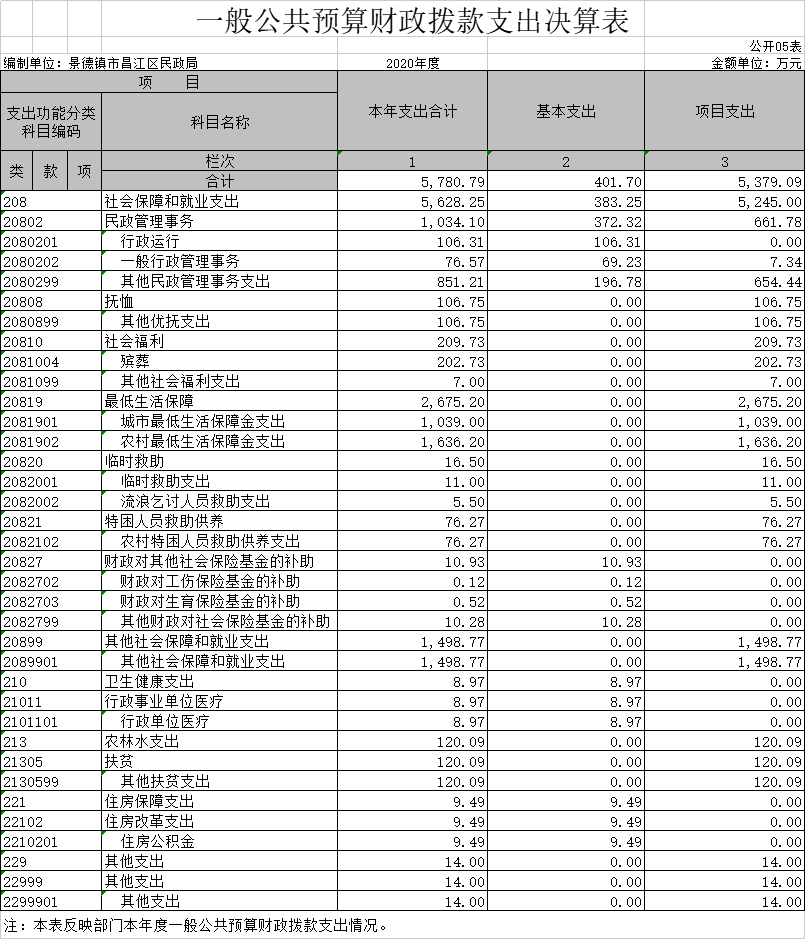 一般公共预算财政拨款支出决算表
公开05表
编制单位：景德镇市昌江区民政局 2020年度 金额单位：万元
项 目 本年支出合计 基本支出 项目支出
支出功能分类科目编码 科目名称
类 款 项 栏次 1 2 3
合计 5,780.79 401.70 5,379.09
208 社会保障和就业支出 5,628.25 383.25 5,245.00
20802 民政管理事务 1,034.10 372.32 661.78
2080201 行政运行 106.31 106.31 0.00
2080202 一般行政管理事务 76.57 69.23 7.34
2080299 其他民政管理事务支出 851.21 196.78 654.44
20808 抚恤 106.75 0.00 106.75
2080899 其他优抚支出 106.75 0.00 106.75
20810 社会福利 209.73 0.00 209.73
2081004 殡葬 202.73 0.00 202.73
2081099 其他社会福利支出 7.00 0.00 7.00
20819 最低生活保障 2,675.20 0.00 2,675.20
2081901 城市最低生活保障金支出 1,039.00 0.00 1,039.00
2081902 农村最低生活保障金支出 1,636.20 0.00 1,636.20
20820 临时救助 16.50 0.00 16.50
2082001 临时救助支出 11.00 0.00 11.00
2082002 流浪乞讨人员救助支出 5.50 0.00 5.50
20821 特困人员救助供养 76.27 0.00 76.27
2082102 农村特困人员救助供养支出 76.27 0.00 76.27
20827 财政对其他社会保险基金的补助 10.93 10.93 0.00
2082702 财政对工伤保险基金的补助 0.12 0.12 0.00
2082703 财政对生育保险基金的补助 0.52 0.52 0.00
2082799 其他财政对社会保险基金的补助 10.28 10.28 0.00
20899 其他社会保障和就业支出 1,498.77 0.00 1,498.77
2089901 其他社会保障和就业支出 1,498.77 0.00 1,498.77
210 卫生健康支出 8.97 8.97 0.00
21011 行政事业单位医疗 8.97 8.97 0.00
2101101 行政单位医疗 8.97 8.97 0.00
213 农林水支出 120.09 0.00 120.09
21305 扶贫 120.09 0.00 120.09
2130599 其他扶贫支出 120.09 0.00 120.09
221 住房保障支出 9.49 9.49 0.00
22102 住房改革支出 9.49 9.49 0.00
2210201 住房公积金 9.49 9.49 0.00
229 其他支出 14.00 0.00 14.00
22999 其他支出 14.00 0.00 14.00
2299901 其他支出 14.00 0.00 14.00
注：本表反映部门本年度一般公共预算财政拨款支出情况。